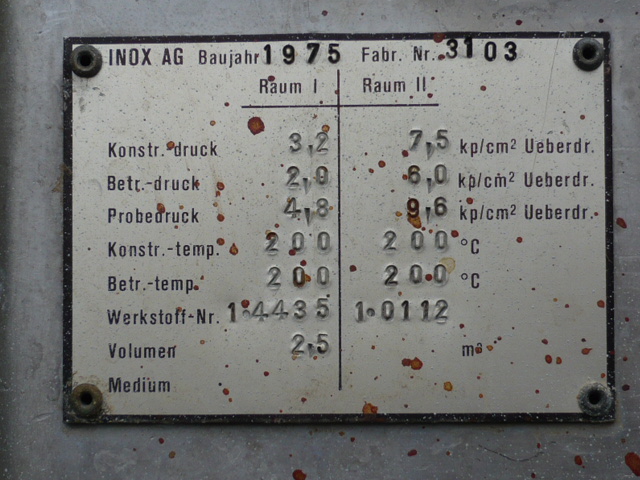 INOX AG Baujahr 1975 Fabr. Nr. 3103
Raum I Raum II
Konstr.-druck 3,2 7,5 kp/cm² Ueberdr.
Betr.-druck 2,0 6,0 kp/cm² Ueberdr.
Probedruck 4,8 9,6 kp/cm² Ueberdr.
Konstr.-temp. 200 200 °C
Betr.-temp. 200 200 °C
Werkstoff-Nr. 1.4435 1.0112
Volumen 2,5 m³
Medium